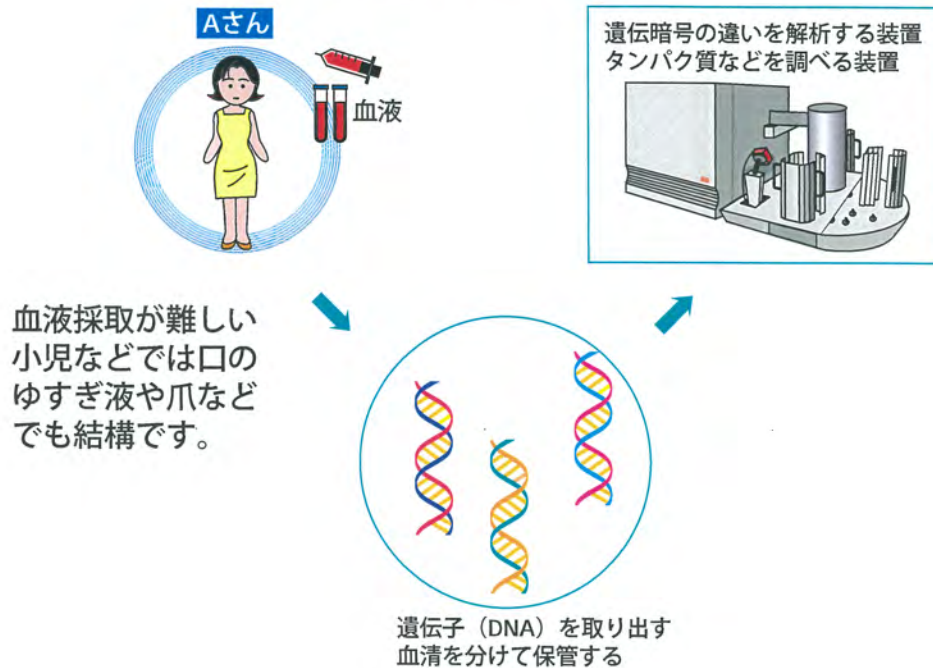 Aさん
血液
遺伝暗号の違いを解析する装置
タンパク質などを調べる装置
血液採取が難しい
小児などでは口の
ゆすぎ液や爪など
でも結構です。
遺伝子（DNA）を取り出す
血清を分けて保管する